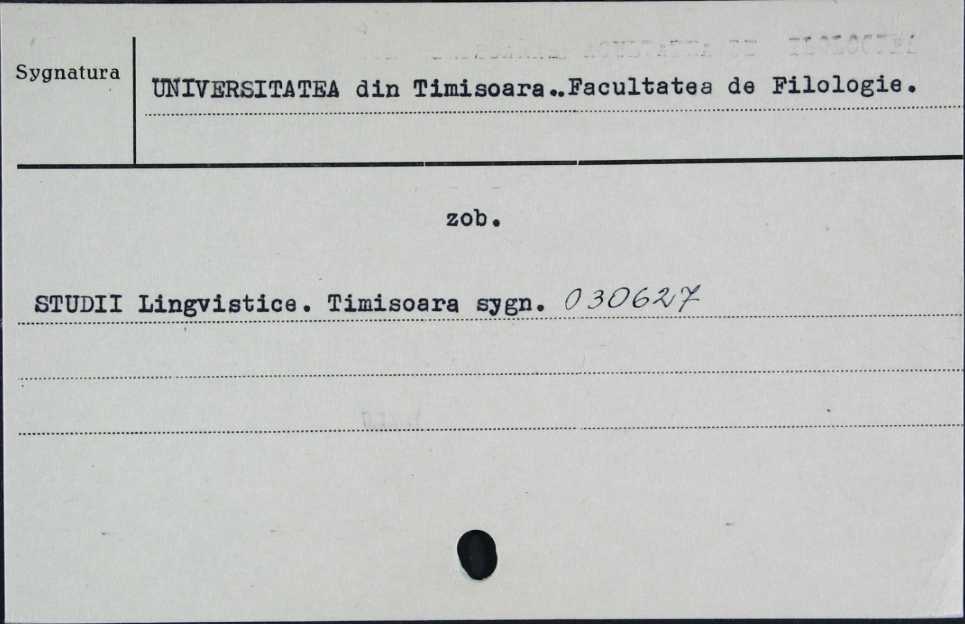 Sygnatura
UNIVERSITATEA din Timisoara..Facultatea de Filologie.
zob.
STUDII Lingvistice. Timisoara sygn. 030627